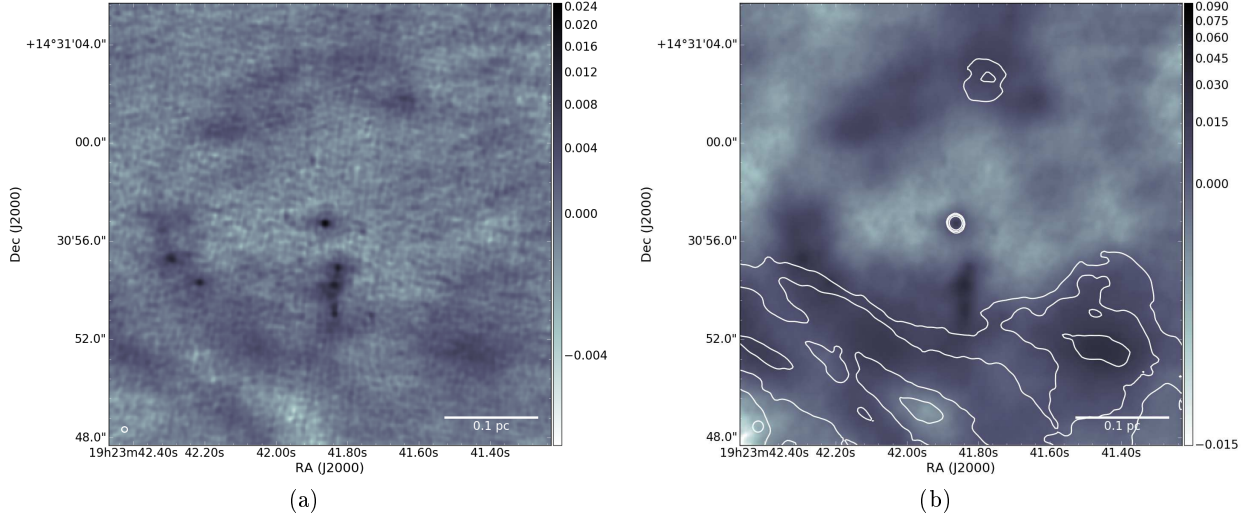 0.024
0.020
0.016
0.012
0.008
0.004
0.000
−0.004
+14°31'04.0"
00.0"
30'56.0"
52.0"
48.0"
Dec (J2000)
0.1 pc
19h23m42.40s 42.20s 42.00s 41.80s 41.60s 41.40s
RA (J2000)
(a)
0.090
0.075
0.060
0.045
0.030
0.015
0.000
−0.015
+14°31'04.0"
00.0"
30'56.0"
52.0"
48.0"
Dec (J2000)
0.1 pc
19h23m42.40s 42.20s 42.00s 41.80s 41.60s 41.40s
RA (J2000)
(b)